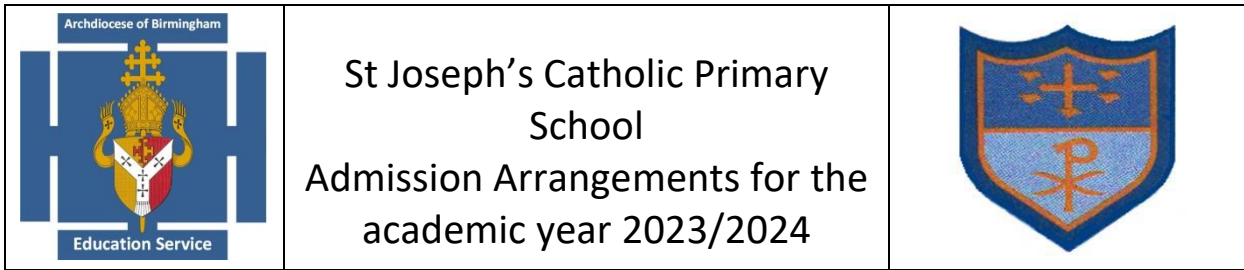 Archdiocese of Birmingham
Education Service
St Joseph’s Catholic Primary
School
Admission Arrangements for the
academic year 2023/2024